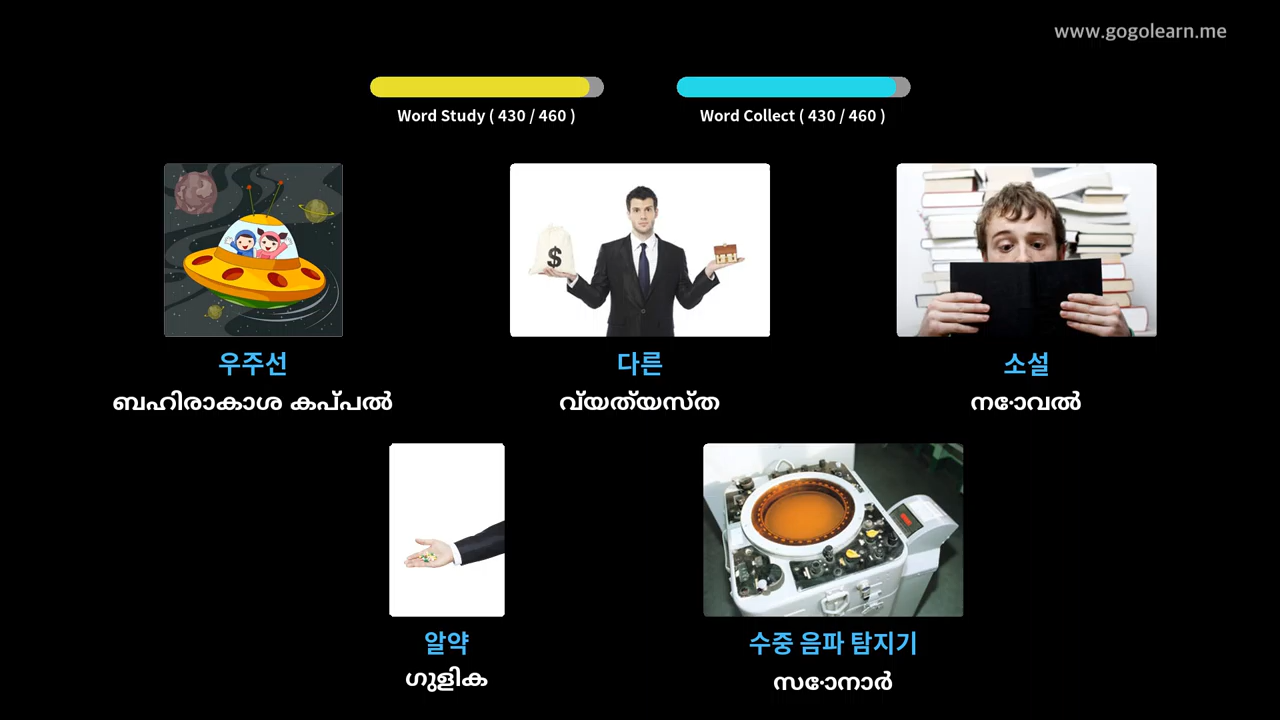 www.gogolearn.me
Word Study ( 430 / 460 )
Word Collect ( 430 / 460 )
$
우주선
다른
소설
ബഹിരാകാശ കപ്പൽ
വ്യത്യസ്ത
നോവൽ
알약
수중 음파 탐지기
ഗുളിക
സോനാർ